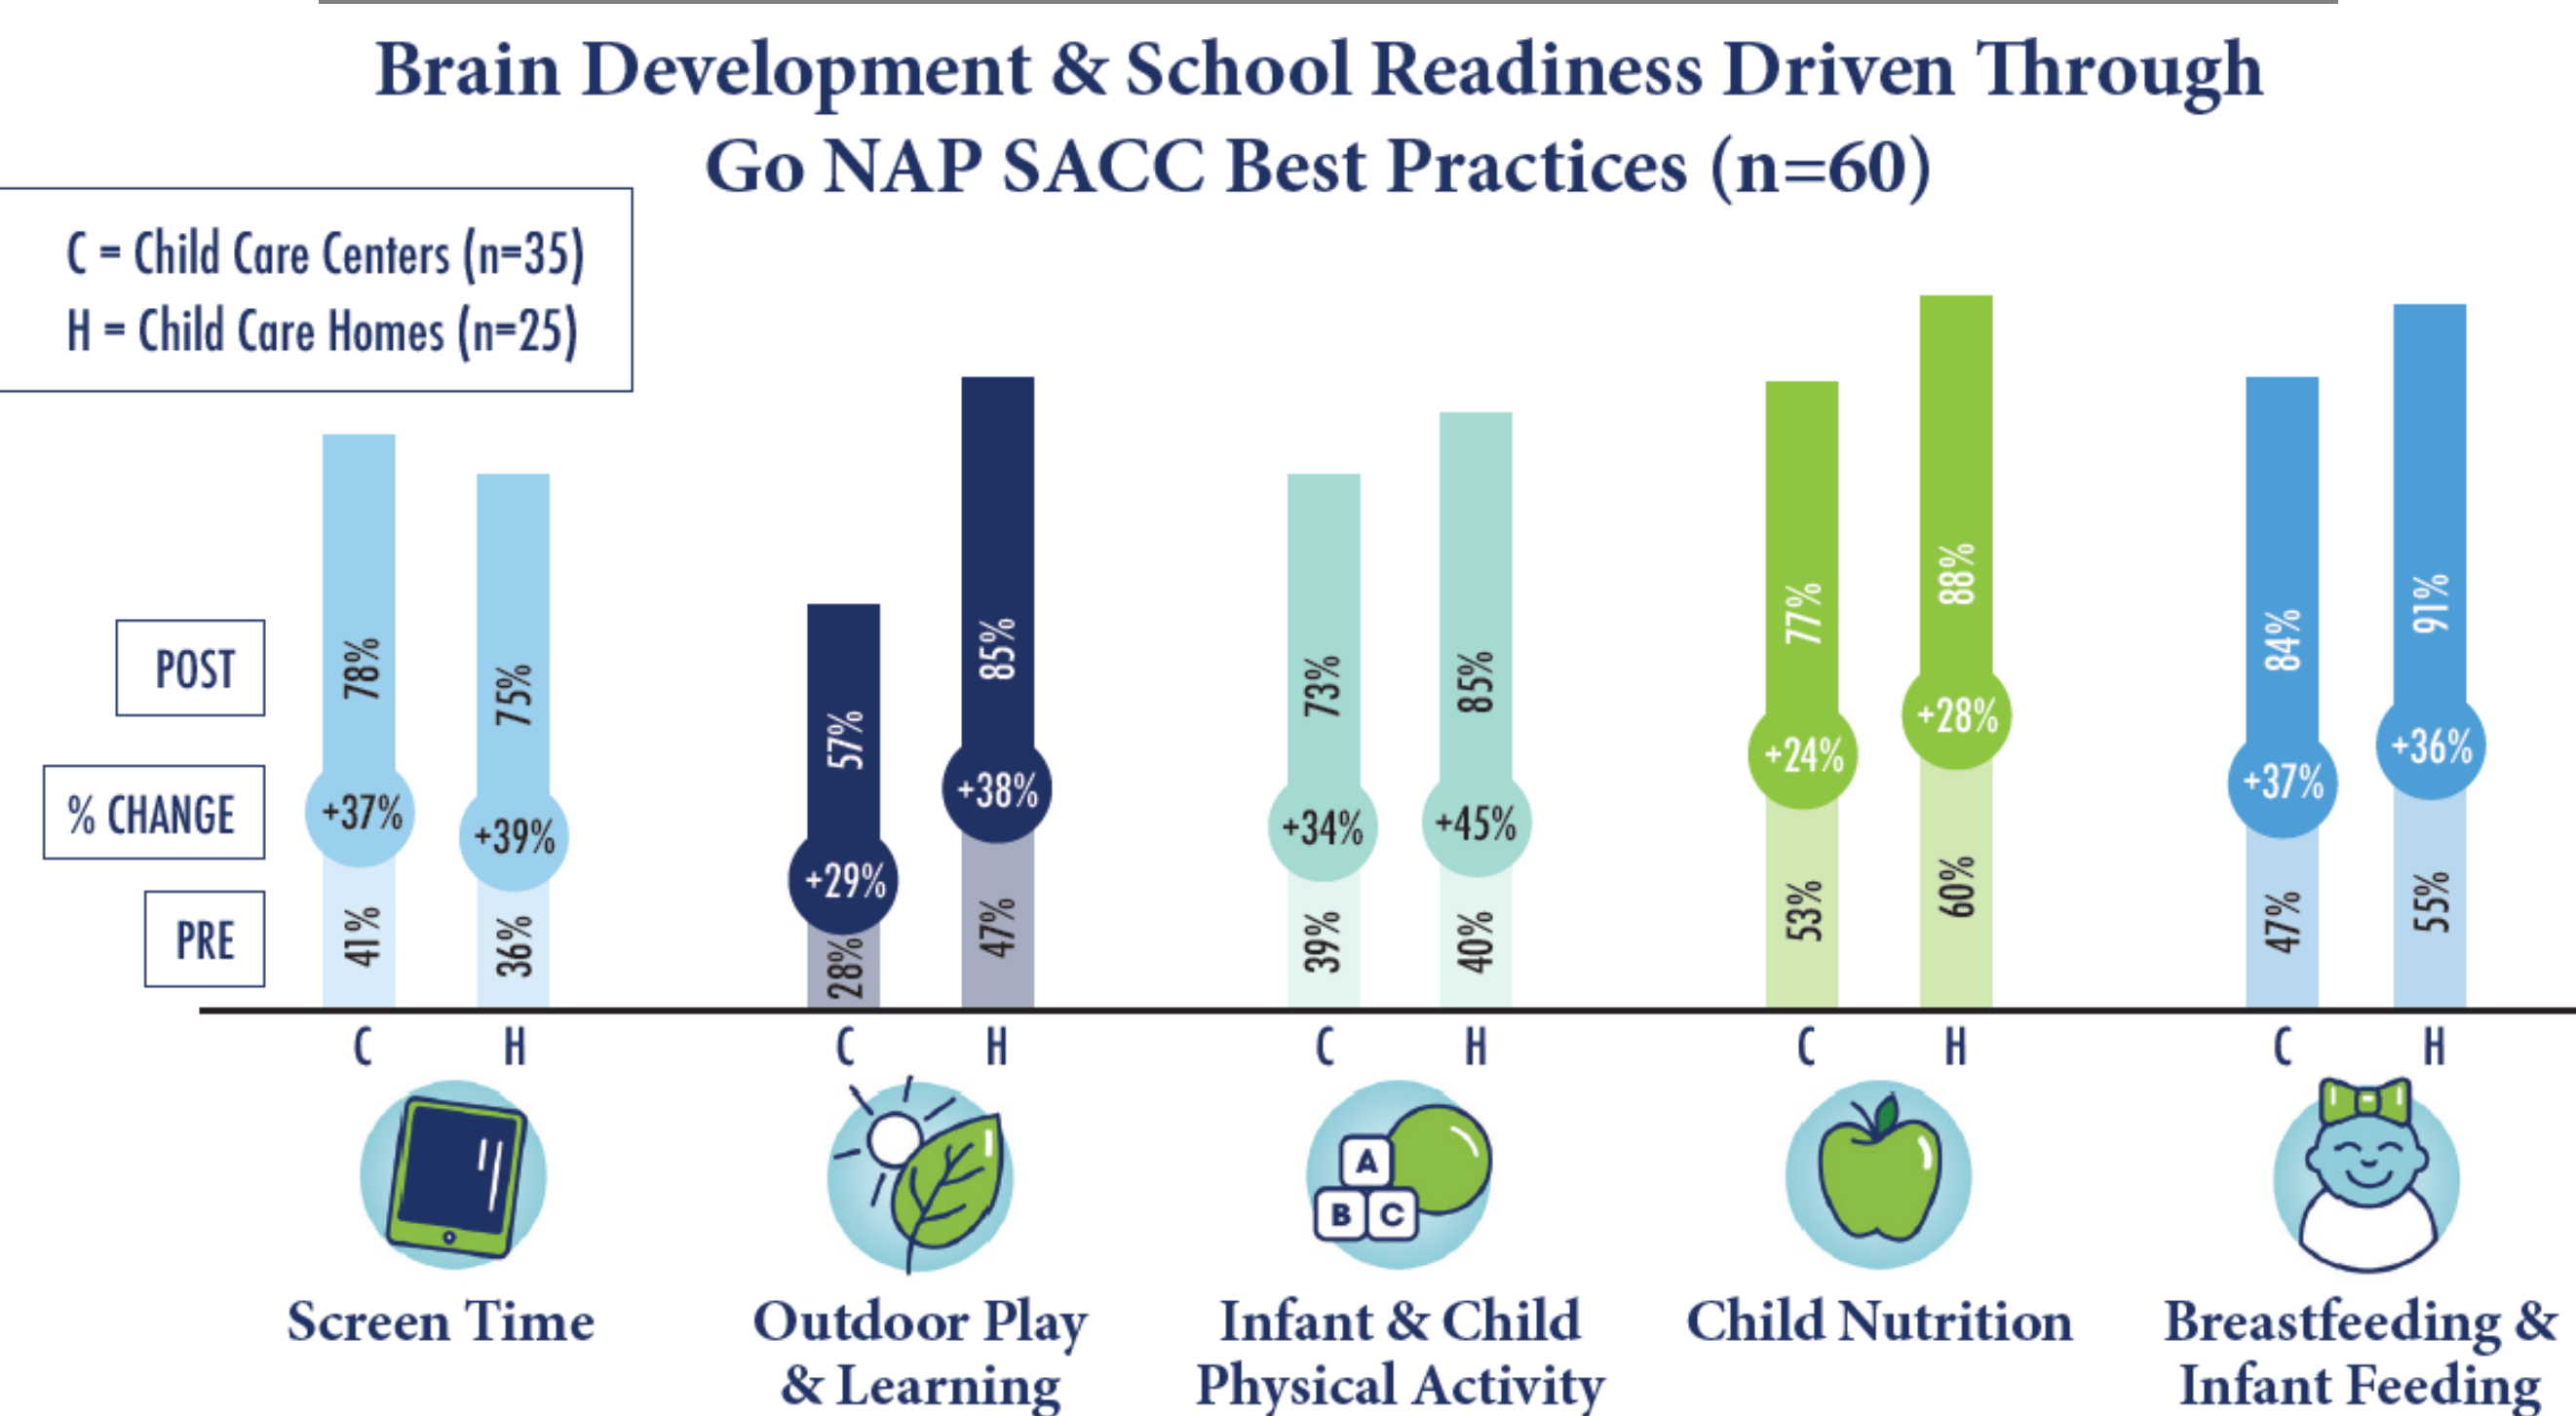 Brain Development & School Readiness Driven Through
Go NAP SACC Best Practices (n=60)
C = Child Care Centers (n=35)
H = Child Care Homes (n=25)
POST
% CHANGE
PRE
78%
+37%
41%
75%
+39%
36%
57%
+29%
28%
85%
+38%
47%
73%
+34%
39%
85%
+45%
40%
77%
+24%
53%
88%
+28%
60%
84%
+37%
47%
91%
+36%
55%
C H C H C H C H C H
A
B C
Screen Time
Outdoor Play
& Learning
Infant & Child
Physical Activity
Child Nutrition
Breastfeeding &
Infant Feeding